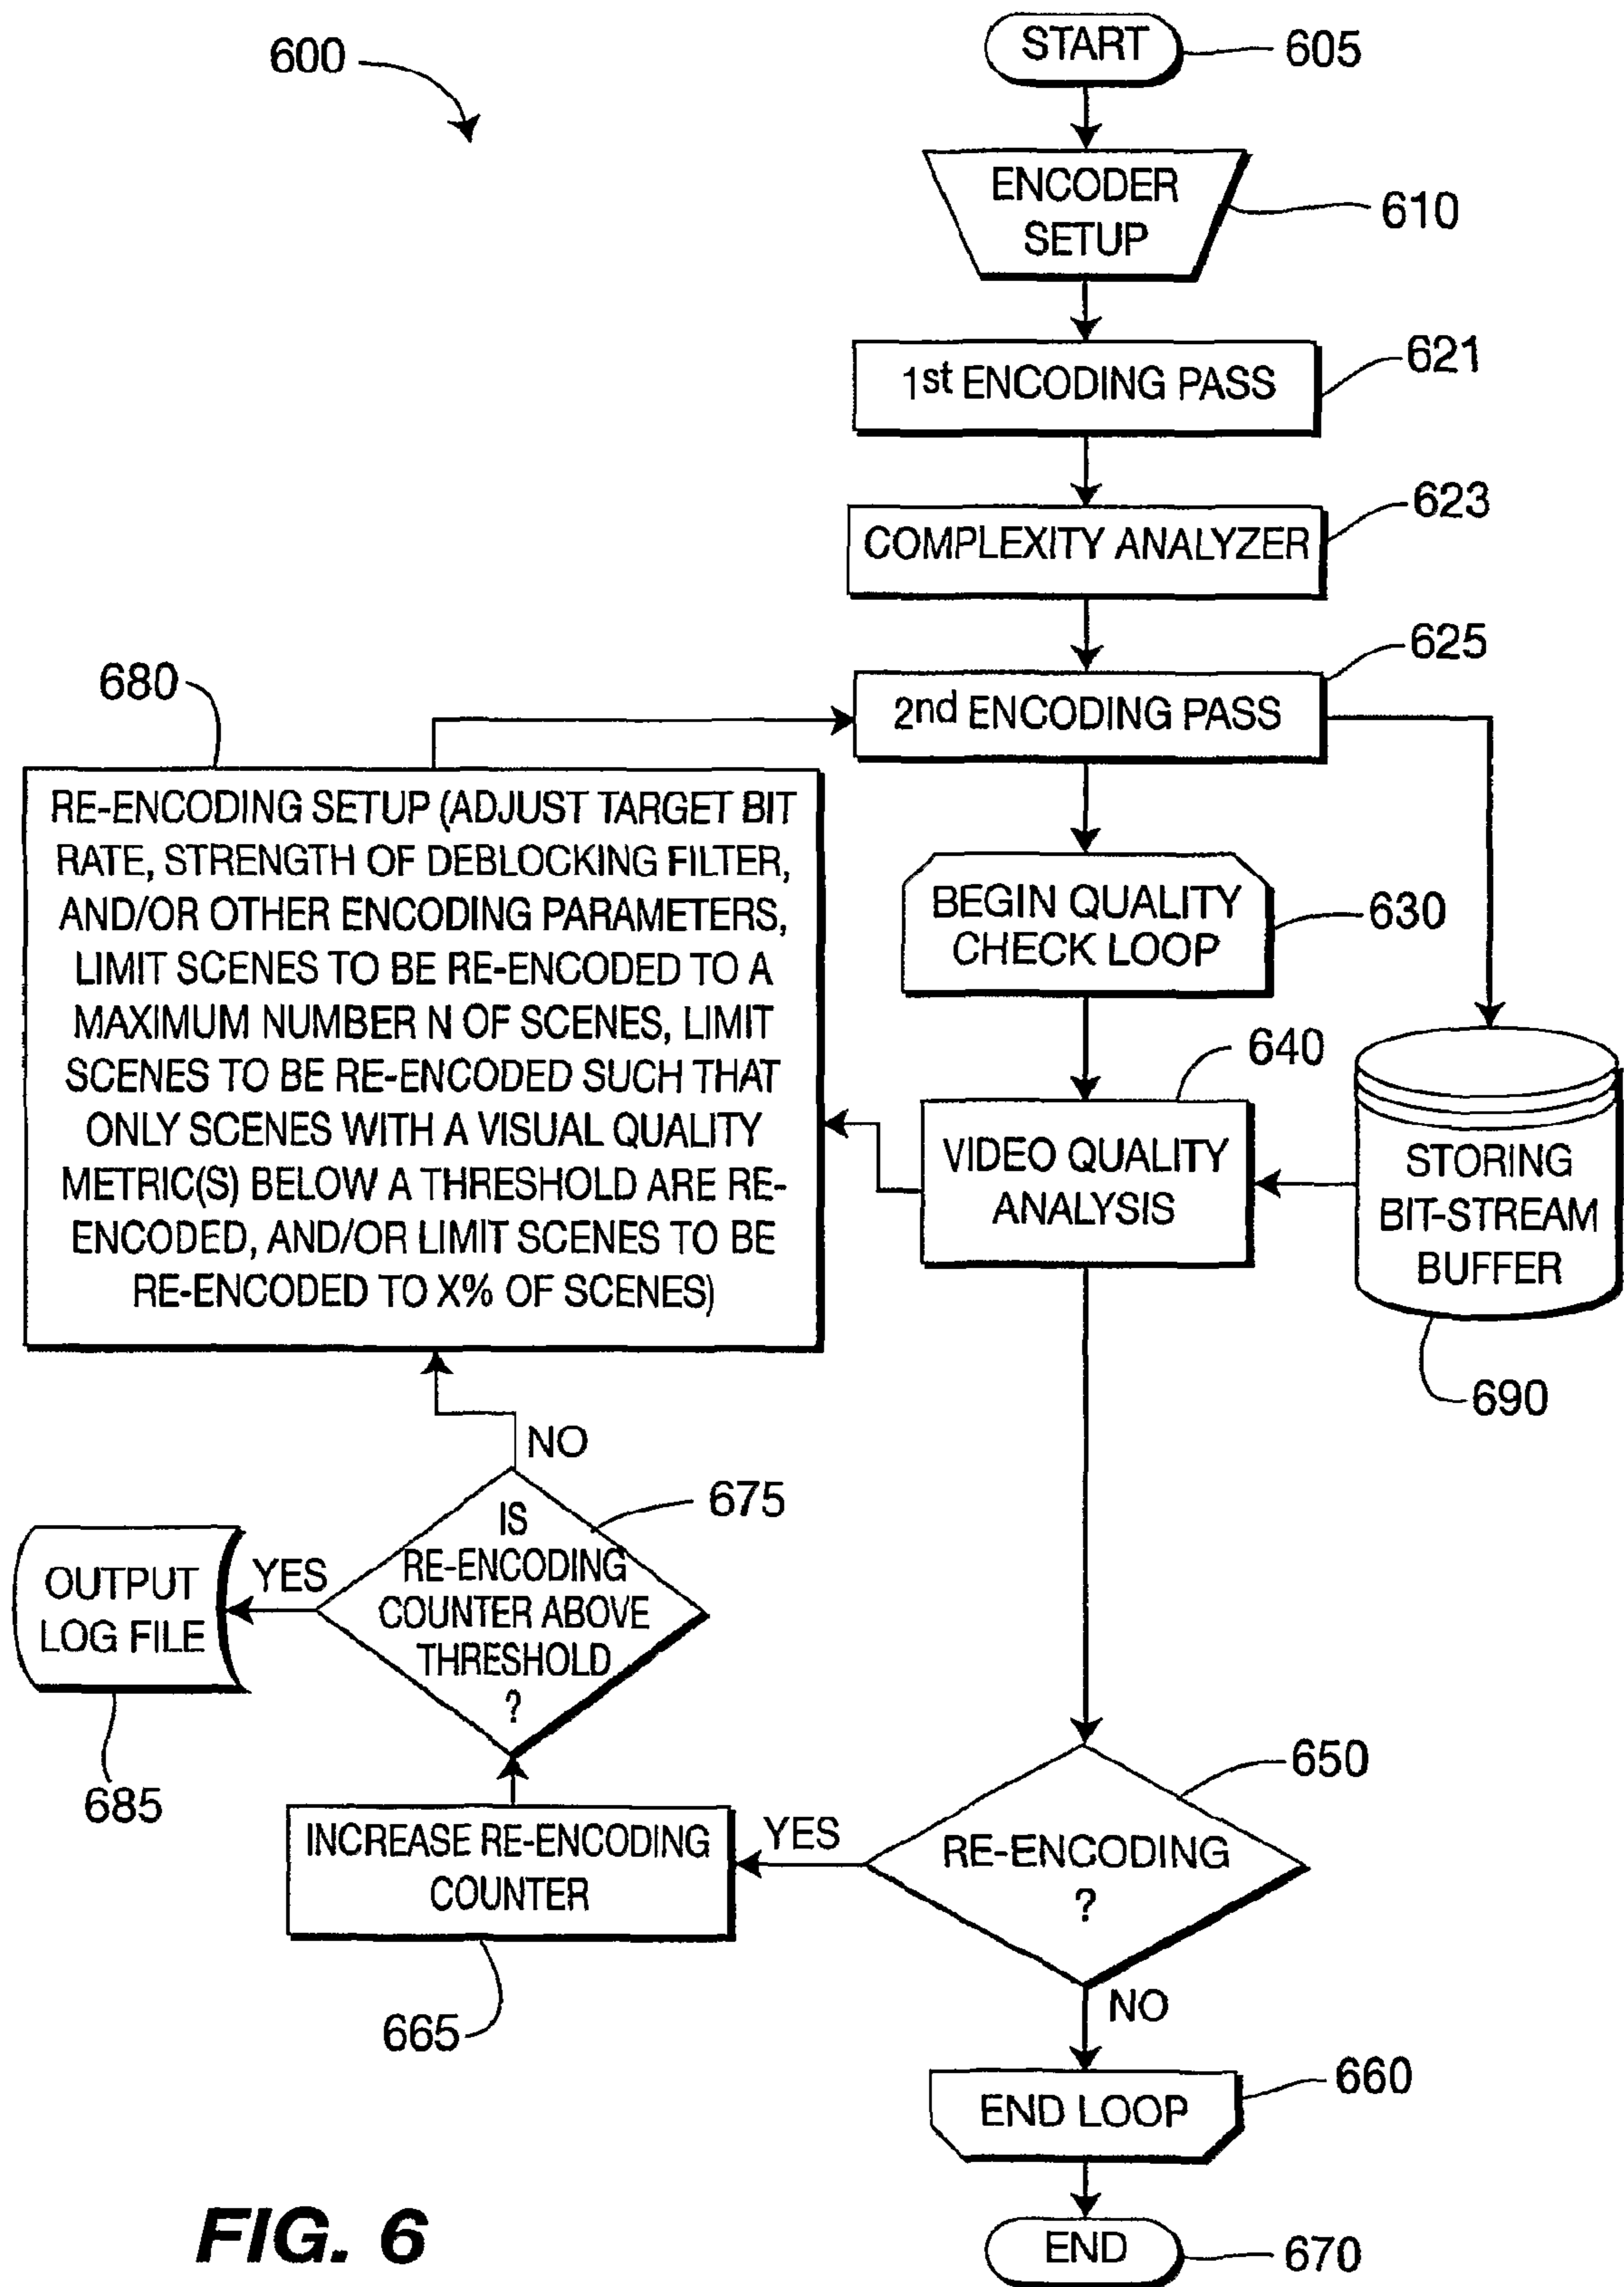 600
START
605
ENCODER
SETUP
610
1st ENCODING PASS
621
COMPLEXITY ANALYZER
623
2nd ENCODING PASS
625
680
RE-ENCODING SETUP (ADJUST TARGET BIT
RATE, STRENGTH OF DEBLOCKING FILTER,
AND/OR OTHER ENCODING PARAMETERS,
LIMIT SCENES TO BE RE-ENCODED TO A
MAXIMUM NUMBER N OF SCENES, LIMIT
SCENES TO BE RE-ENCODED SUCH THAT
ONLY SCENES WITH A VISUAL QUALITY
METRIC(S) BELOW A THRESHOLD ARE RE-
ENCODED, AND/OR LIMIT SCENES TO BE
RE-ENCODED TO X% OF SCENES)
BEGIN QUALITY
CHECK LOOP
630
VIDEO QUALITY
ANALYSIS
640
STORING
BIT-STREAM
BUFFER
690
NO
IS
RE-ENCODING
COUNTER ABOVE
THRESHOLD
?
675
YES
OUTPUT
LOG FILE
685
INCREASE RE-ENCODING
COUNTER
665
YES
RE-ENCODING
?
650
NO
END LOOP
660
END
670
FIG. 6